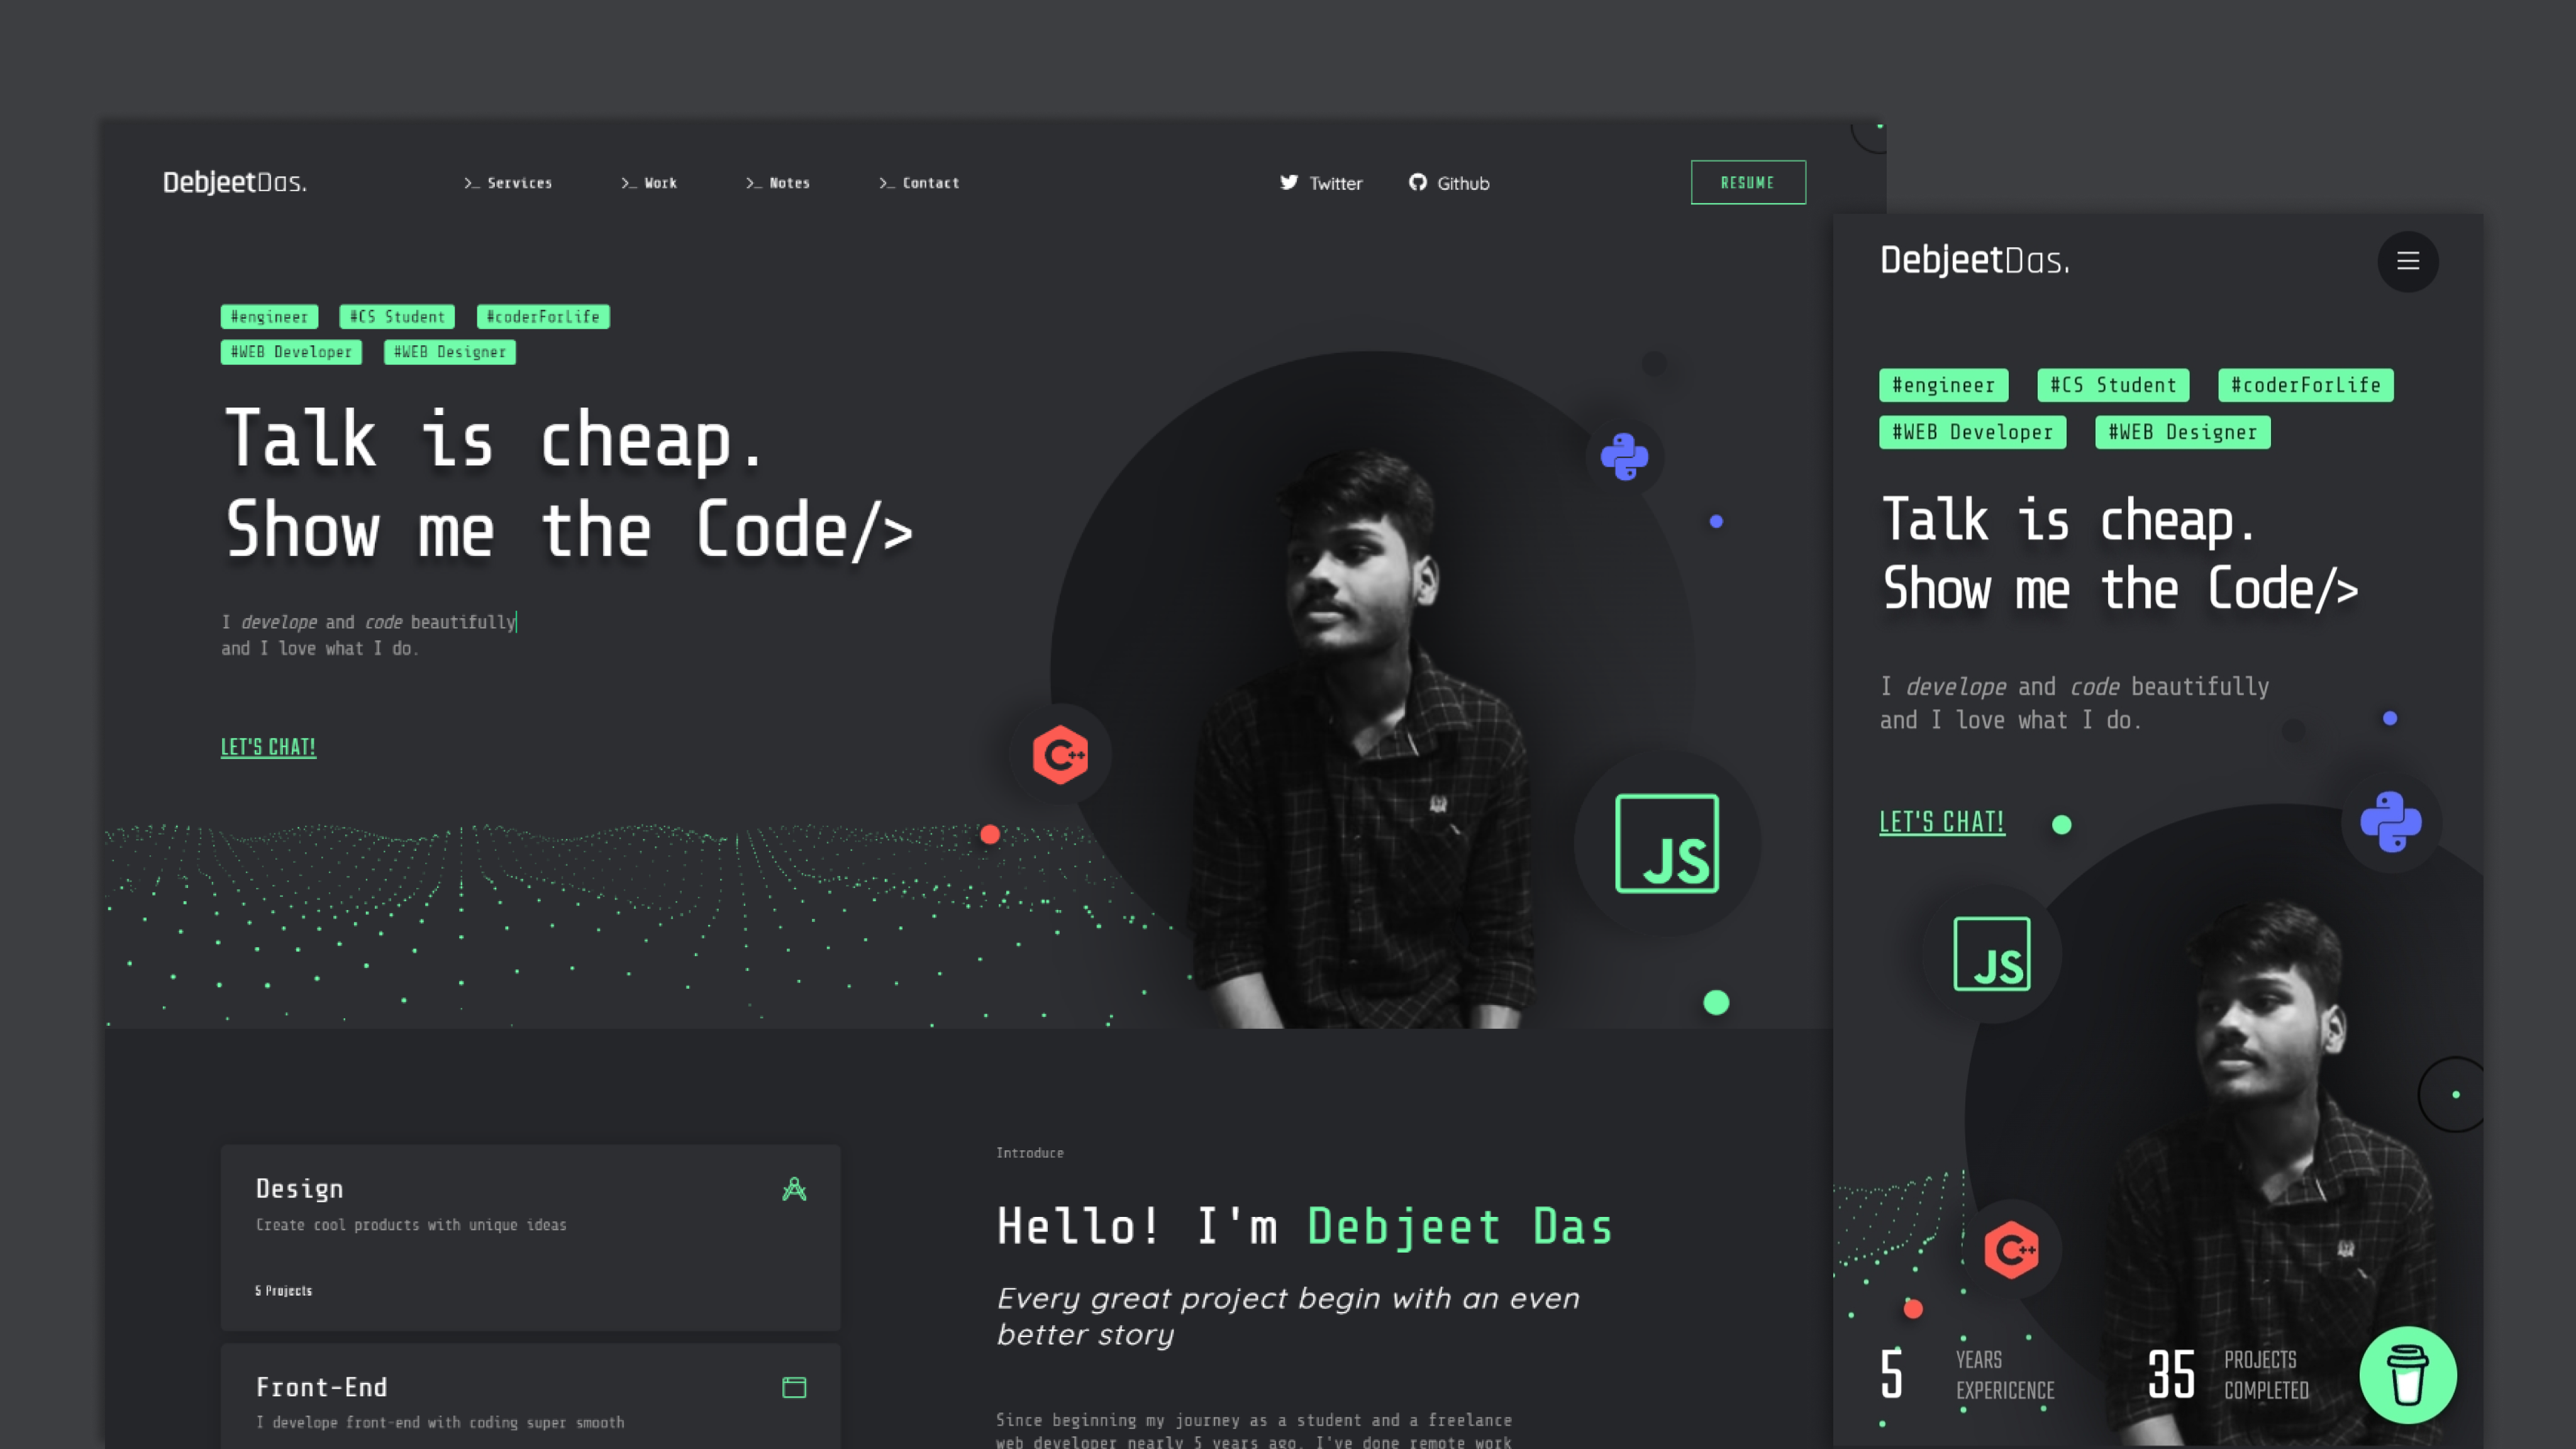 DebjeetDas.
>_ Services
>_ Work
>_ Notes
>_ Contact
Twitter
Github
RESUME
#engineer
#CS Student
#coderForLife
#WEB Developer
#WEB Designer
Talk is cheap.
Show me the Code/>
I develope and code beautifully
and I love what I do.
LET'S CHAT!
C++
JS
Design
Create cool products with unique ideas
5 Projects
Front-End
I develope front-end with coding super smooth
Introduce
Hello! I'm Debjeet Das
Every great project begin with an even
better story
Since beginning my journey as a student and a freelance
web developer nearly 5 years ago, I've done remote work
DebjeetDas.
#engineer
#CS Student
#coderForLife
#WEB Developer
#WEB Designer
Talk is cheap.
Show me the Code/>
I develope and code beautifully
and I love what I do.
LET'S CHAT!
JS
C++
5
YEARS
EXPERICENCE
35
PROJECTS
COMPLETED